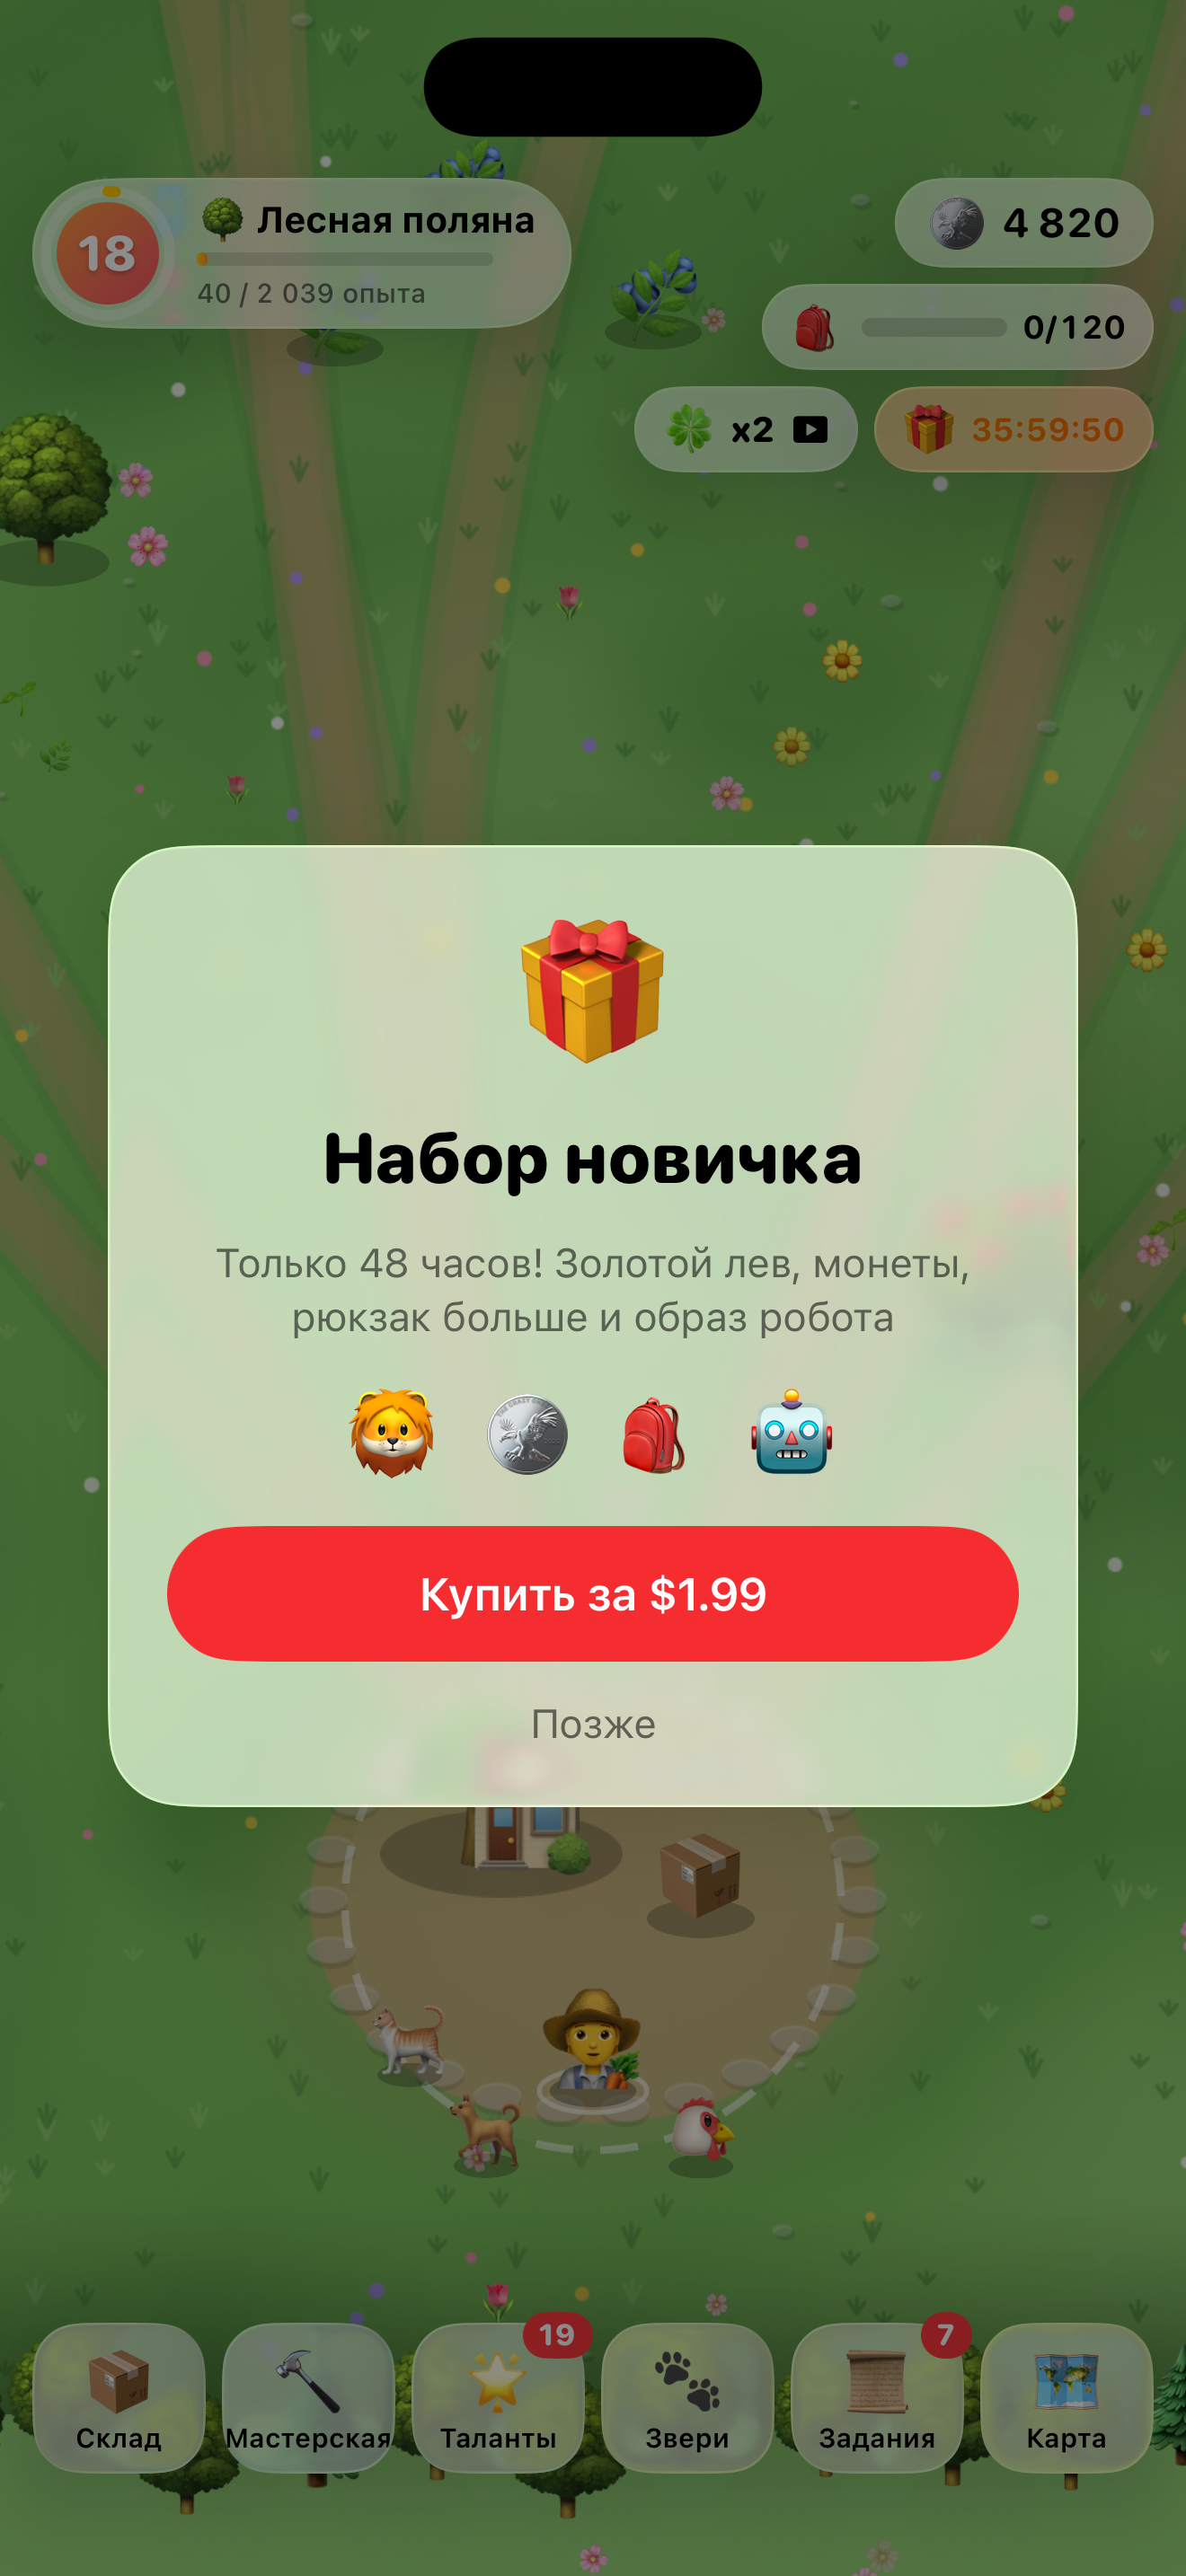 18
Лесная поляна
40 / 2 039 опыта
4 820
0/120
x2
35:59:50
Набор новичка
Только 48 часов! Золотой лев, монеты,
рюкзак больше и образ робота
Купить за $1.99
Позже
19
7
Склад
Мастерская
Таланты
Звери
Задания
Карта